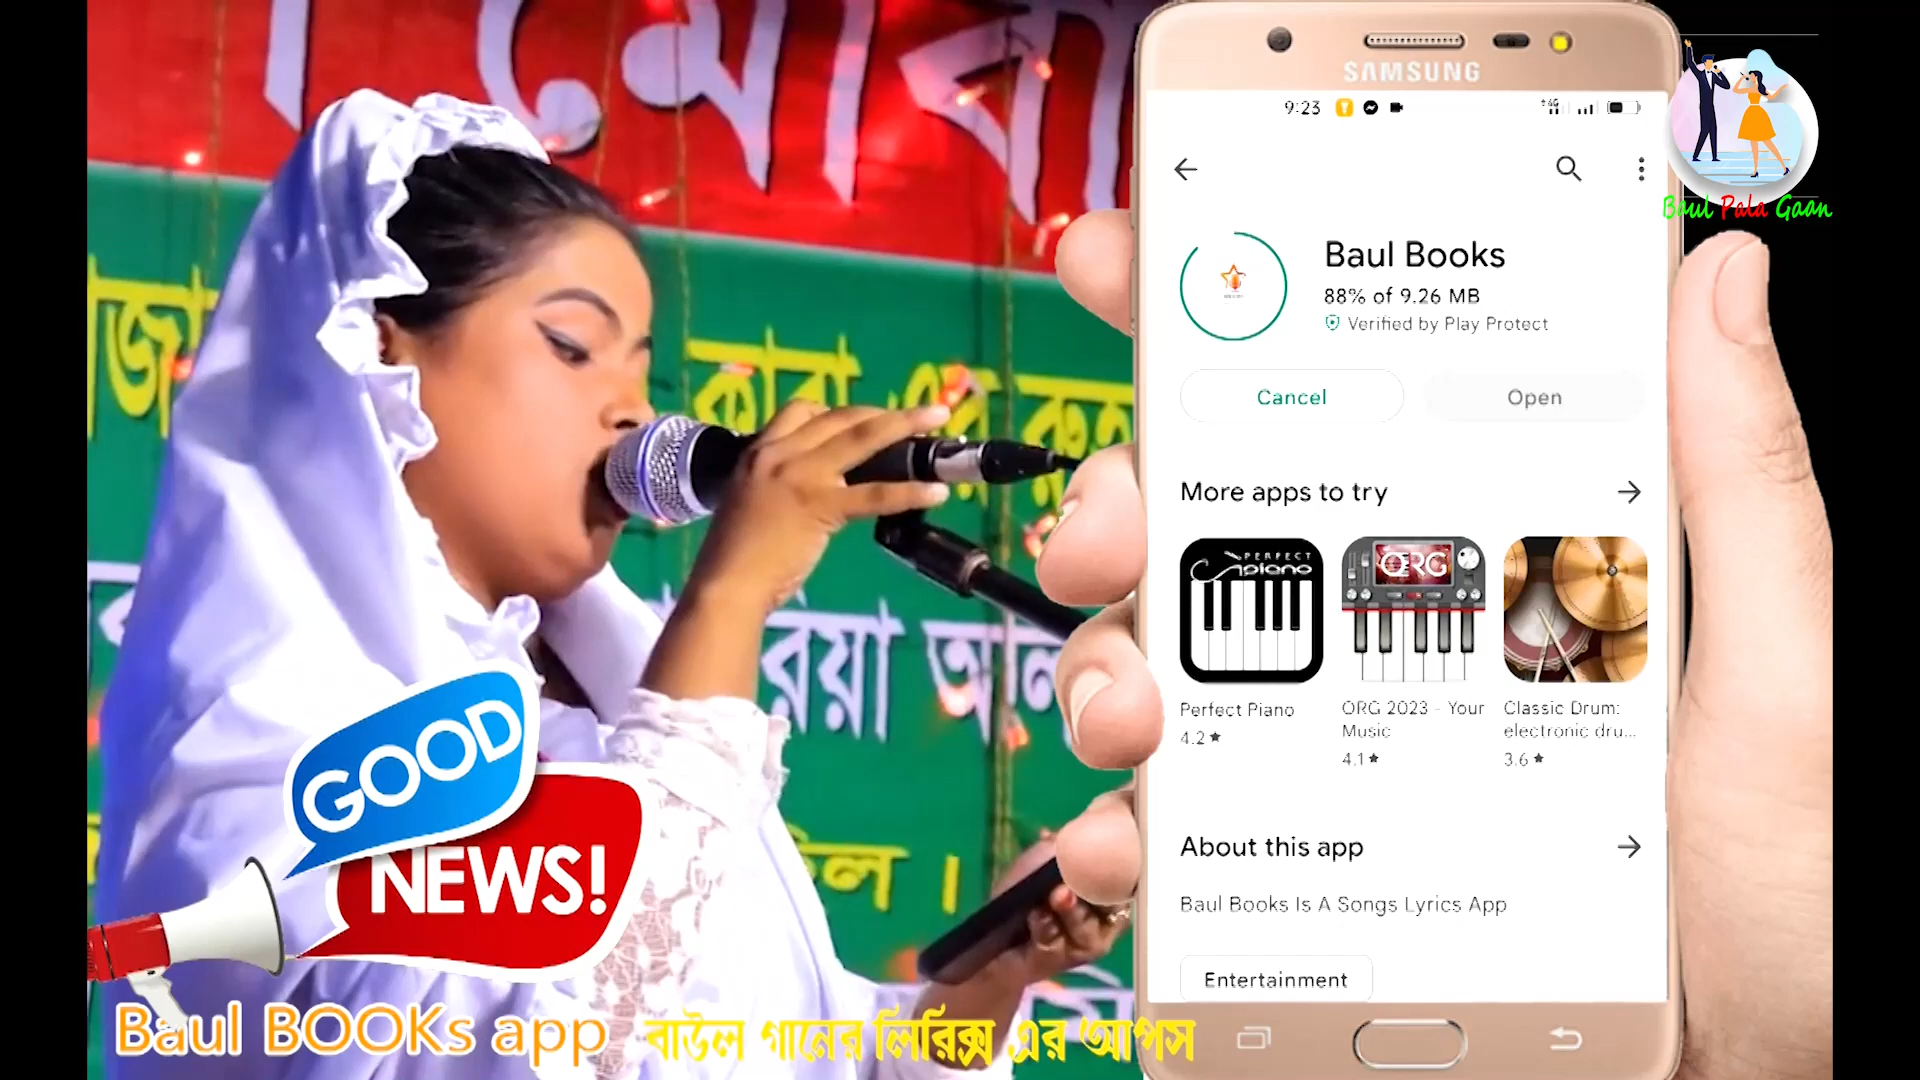 মোবা
SAMSUNG
9:23
4G
Baul Pala Gaan
Baul Books
88% of 9.26 MB
Verified by Play Protect
Cancel
Open
More apps to try
PERFECT
piano
ORG
Perfect Piano
4.2★
ORG 2023 - Your
Music
4.1★
Classic Drum:
electronic dru...
3.6★
About this app
Baul Books Is A Songs Lyrics App
Entertainment
GOOD
NEWS!
Baul BOOKs app
বাউল গানের লিরিক্স এর আপস